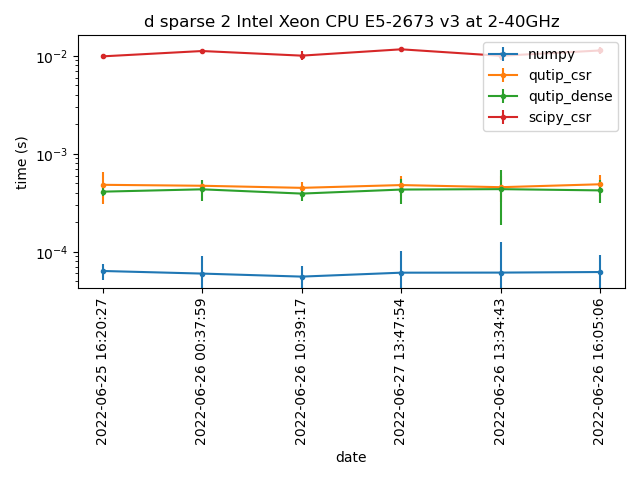 d sparse 2 Intel Xeon CPU E5-2673 v3 at 2-40GHz
time (s)
10⁻²
10⁻³
10⁻⁴
numpy
qutip_csr
qutip_dense
scipy_csr
2022-06-25 16:20:27
2022-06-26 00:37:59
2022-06-26 10:39:17
2022-06-27 13:47:54
2022-06-26 13:34:43
2022-06-26 16:05:06
date